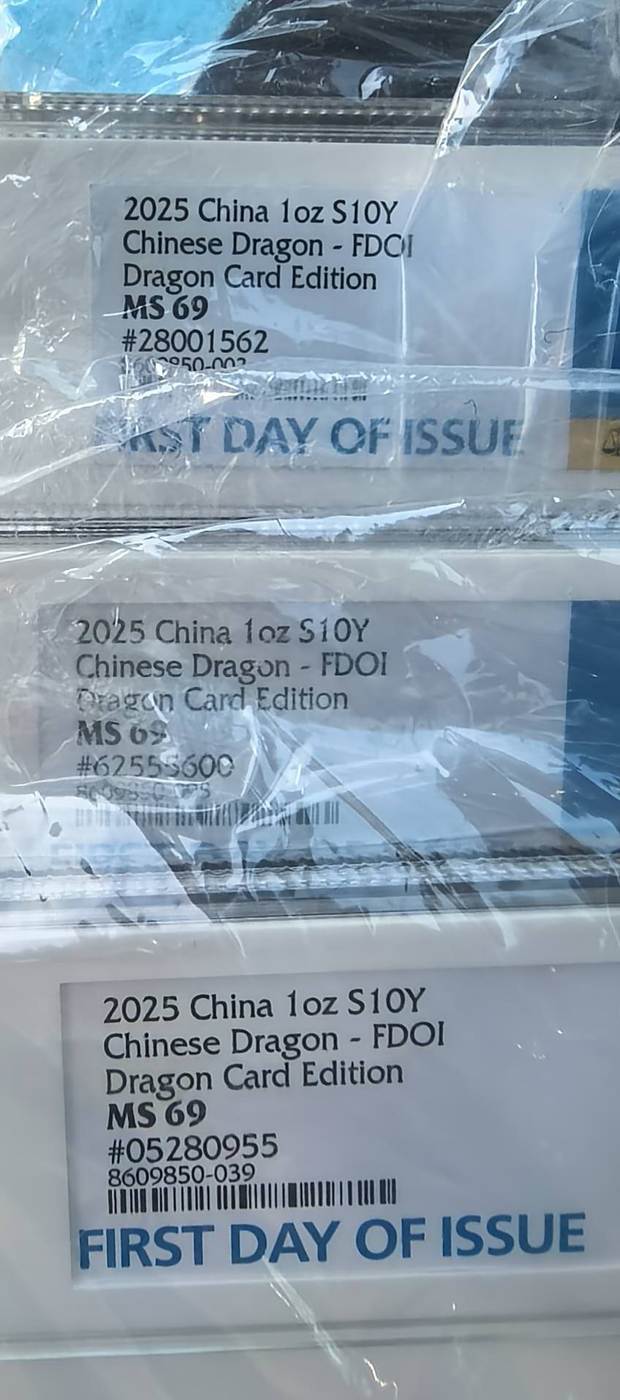 2025 China 1oz S10Y
Chinese Dragon - FDOI
Dragon Card Edition
MS 69
#28001562
FIRST DAY OF ISSUE
2025 China 1oz S10Y
Chinese Dragon - FDOI
Dragon Card Edition
MS 69
2025 China 1oz S10Y
Chinese Dragon - FDOI
Dragon Card Edition
MS 69
#05280955
8609850-039
FIRST DAY OF ISSUE